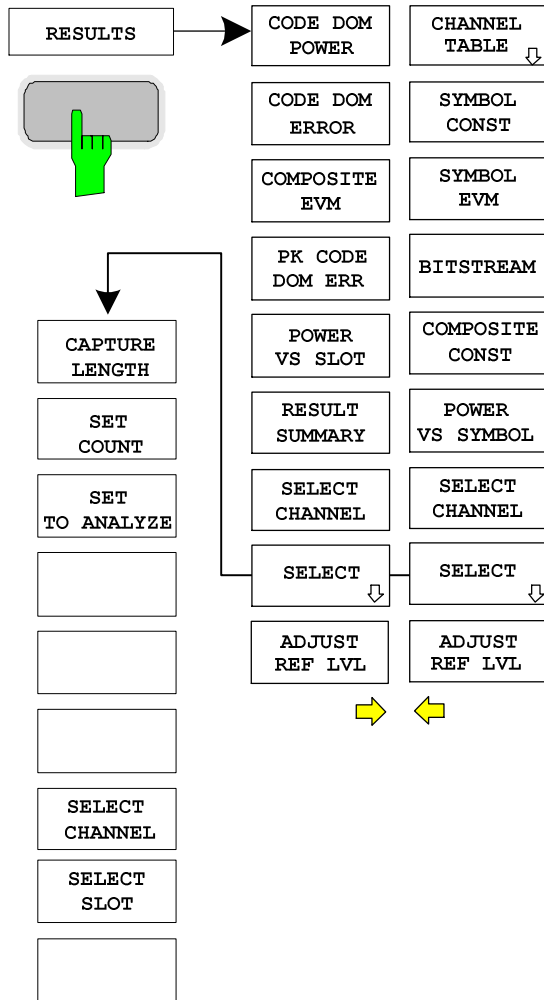 RESULTS
CODE DOM
POWER
CODE DOM
ERROR
COMPOSITE
EVM
PK CODE
DOM ERR
POWER
VS SLOT
RESULT
SUMMARY
SELECT
CHANNEL
SELECT
ADJUST
REF LVL
CHANNEL
TABLE
SYMBOL
CONST
SYMBOL
EVM
BITSTREAM
COMPOSITE
CONST
POWER
VS SYMBOL
SELECT
CHANNEL
SELECT
ADJUST
REF LVL
CAPTURE
LENGTH
SET
COUNT
SET
TO ANALYZE
SELECT
CHANNEL
SELECT
SLOT